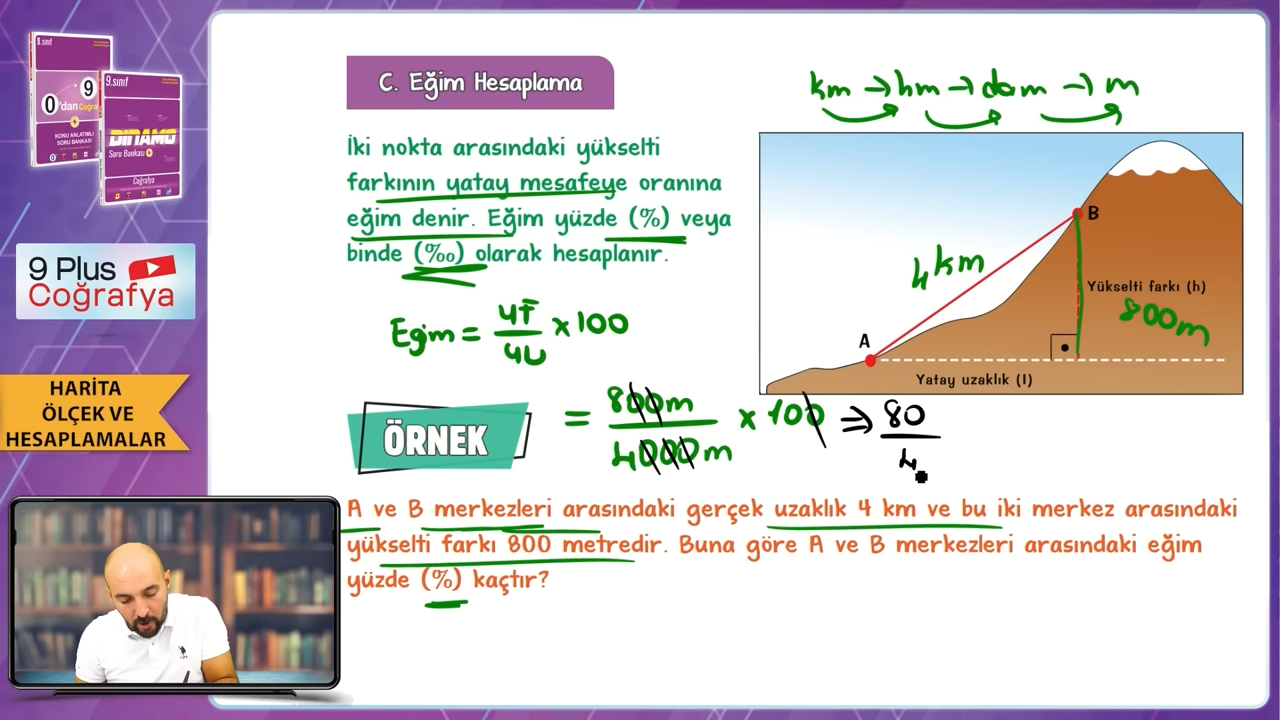 9.sınıf
0'dan 9
Coğrafya
KONU ANLATIMLI
SORU BANKASI
9.sınıf
DİNAMO
Soru Bankası
Coğrafya
9 Plus
Coğrafya
HARİTA
ÖLÇEK VE
HESAPLAMALAR
C. Eğim Hesaplama
İki nokta arasındaki yükselti
farkının yatay mesafeye oranına
eğim denir. Eğim yüzde (%) veya
binde (‰) olarak hesaplanır.
km → hm → dam → m
B
4 km
Yükselti farkı (h)
800m
A
Yatay uzaklık (l)
Eğim = YF/YU x 100
= 800m/4000m x 100 ⇒ 80/4
ÖRNEK
A ve B merkezleri arasındaki gerçek uzaklık 4 km ve bu iki merkez arasındaki
yükselti farkı 800 metredir. Buna göre A ve B merkezleri arasındaki eğim
yüzde (%) kaçtır?